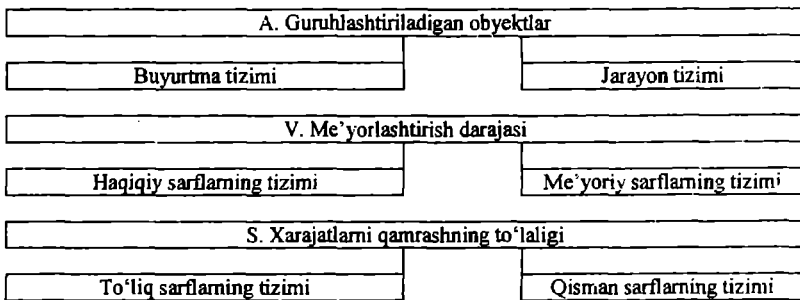 A. Guruhlashtiriladigan obyektlar
Buyurtma tizimi Jarayon tizimi
V. Me’yorlashtirish darajasi
Haqiqiy sarflarning tizimi Me’yoriy sarflarning tizimi
S. Xarajatlarni qamrashning to‘laligi
To‘liq sarflarning tizimi Qisman sarflarning tizimi